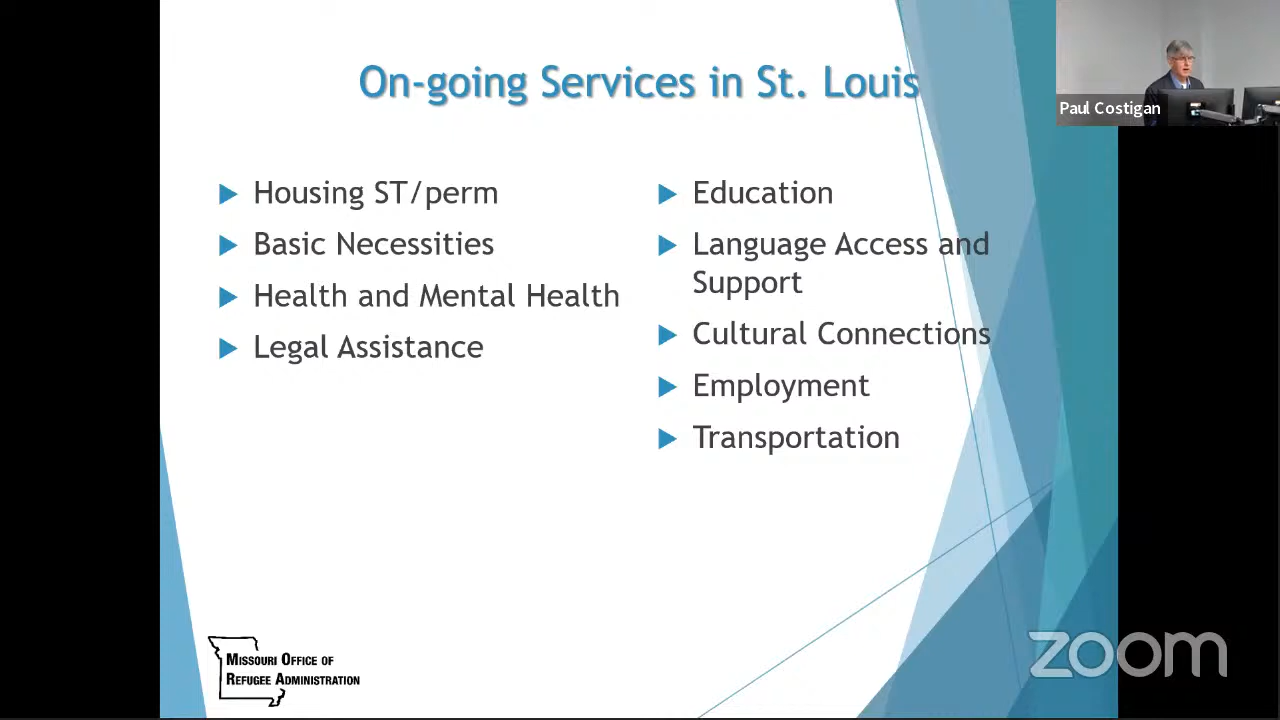 On-going Services in St. Louis
Paul Costigan
Housing ST/perm
Basic Necessities
Health and Mental Health
Legal Assistance
Education
Language Access and
Support
Cultural Connections
Employment
Transportation
MISSOURI OFFICE OF
REFUGEE ADMINISTRATION
zoom